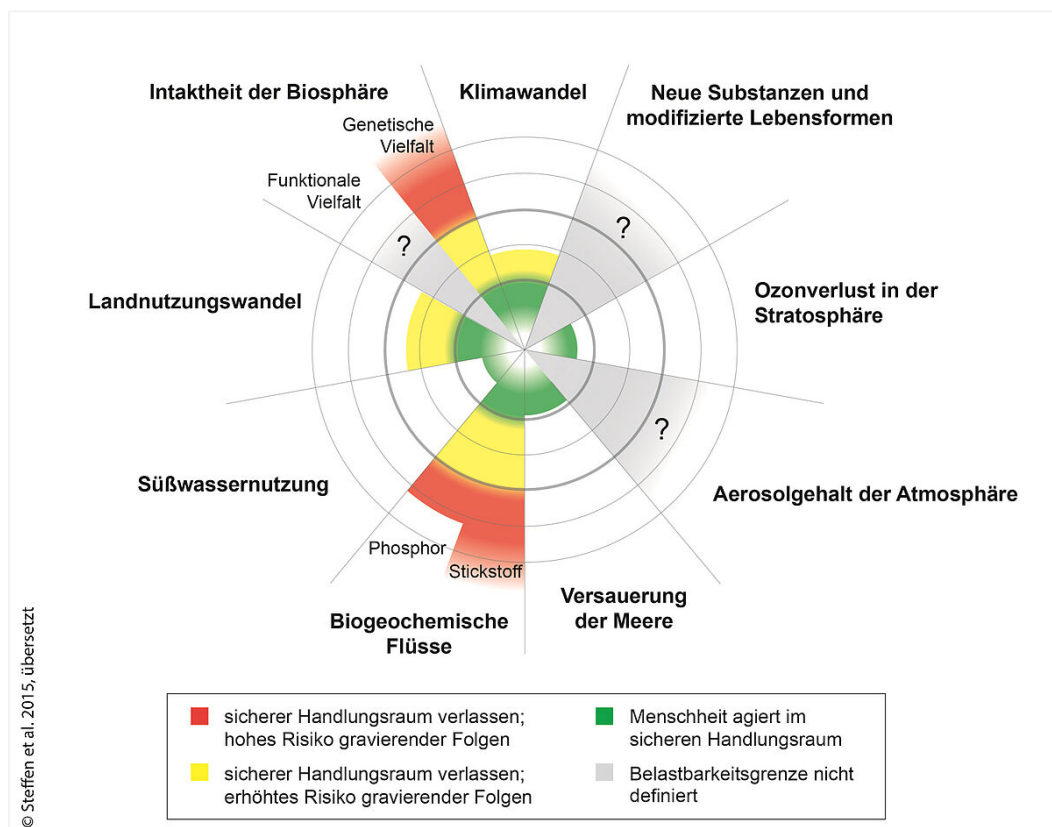 Intaktheit der Biosphäre
Klimawandel
Neue Substanzen und
modifizierte Lebensformen
Genetische
Vielfalt
Funktionale
Vielfalt
?
?
Landnutzungswandel
Ozonverlust in der
Stratosphäre
?
Süßwassernutzung
Aerosolgehalt der Atmosphäre
Phosphor
Stickstoff
Biogeochemische
Flüsse
Versauerung
der Meere
sicherer Handlungsraum verlassen;
hohes Risiko gravierender Folgen
sicherer Handlungsraum verlassen;
erhöhtes Risiko gravierender Folgen
Menschheit agiert im
sicheren Handlungsraum
Belastbarkeitsgrenze nicht
definiert
© Steffen et al. 2015, übersetzt